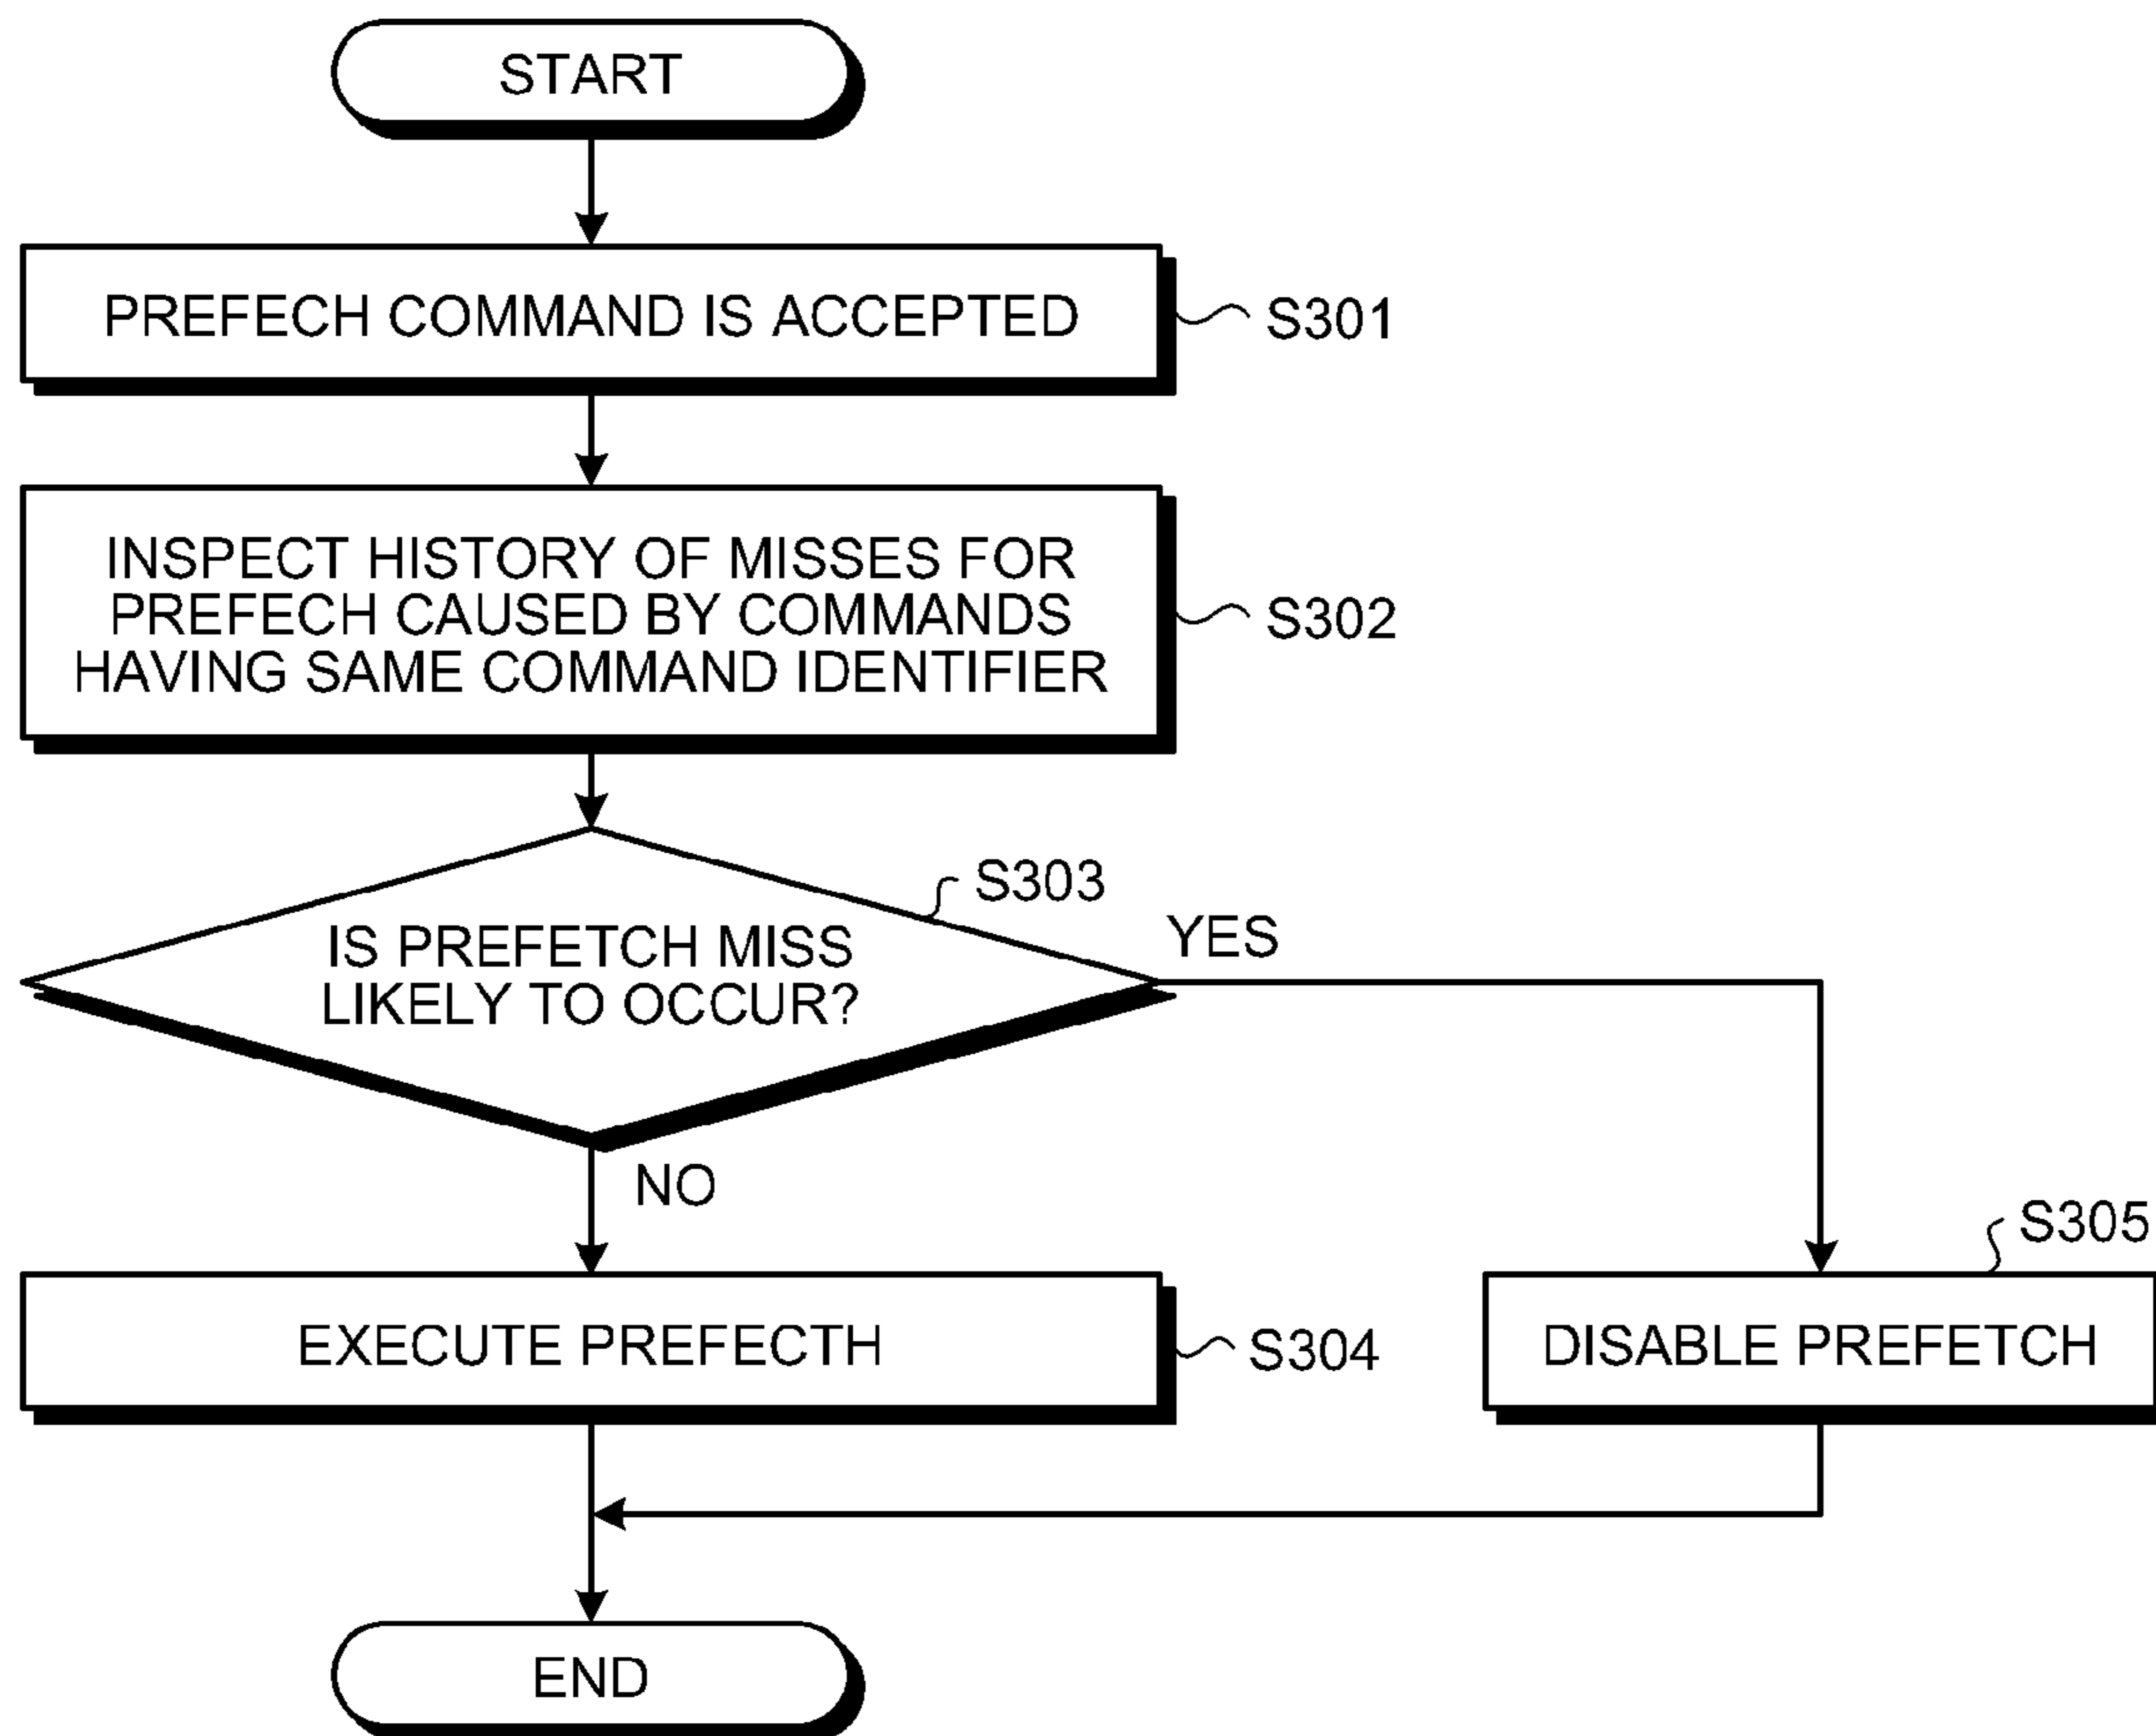 START
PREFECH COMMAND IS ACCEPTED
S301
INSPECT HISTORY OF MISSES FOR
PREFECH CAUSED BY COMMANDS
HAVING SAME COMMAND IDENTIFIER
S302
S303
IS PREFETCH MISS
LIKELY TO OCCUR?
YES
NO
EXECUTE PREFECTH
S304
S305
DISABLE PREFETCH
END